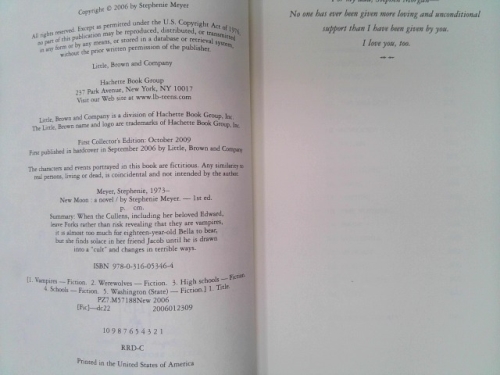 Copyright © 2006 by Stephenie Meyer
All rights reserved. Except as permitted under the U.S. Copyright Act of 1976,
no part of this publication may be reproduced, distributed, or transmitted
in any form or by any means, or stored in a database or retrieval system,
without the prior written permission of the publisher.
Little, Brown and Company
Hachette Book Group
237 Park Avenue, New York, NY 10017
Visit our Web site at www.lb-teens.com
Little, Brown and Company is a division of Hachette Book Group, Inc.
The Little, Brown name and logo are trademarks of Hachette Book Group, Inc.
First Collector's Edition: October 2009
First published in hardcover in September 2006 by Little, Brown and Company
The characters and events portrayed in this book are fictitious. Any similarity to
real persons, living or dead, is coincidental and not intended by the author.
Meyer, Stephenie, 1973–
New Moon : a novel / by Stephenie Meyer. — 1st ed.
p. cm.
Summary: When the Cullens, including her beloved Edward,
leave Forks rather than risk revealing that they are vampires,
it is almost too much for eighteen-year-old Bella to bear,
but she finds solace in her friend Jacob until he is drawn
into a "cult" and changes in terrible ways.
ISBN 978-0-316-05346-4
[1. Vampires — Fiction. 2. Werewolves — Fiction. 3. High schools — Fiction
4. Schools — Fiction. 5. Washington (State) — Fiction.] I. Title
PZ7.M57188New 2006
[Fic]—dc22 2006012309
10 9 8 7 6 5 4 3 2 1
RRD-C
Printed in the United States of America
No one has ever been given more loving and unconditional
support than I have been given by you.
I love you, too.